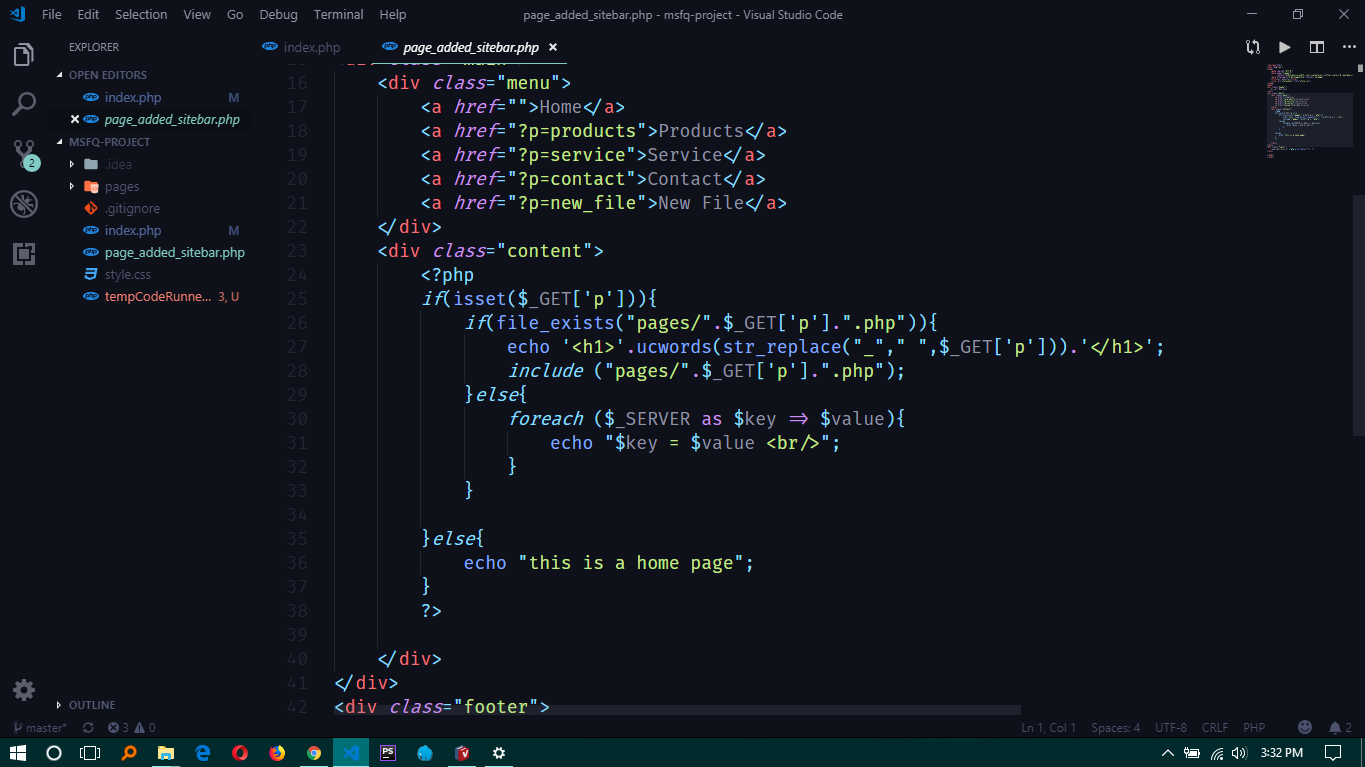 File Edit Selection View Go Debug Terminal Help page_added_sitebar.php - msfq-project - Visual Studio Code
EXPLORER
OPEN EDITORS
index.php M
page_added_sitebar.php
MSFQ-PROJECT
.idea
pages
.gitignore
index.php M
page_added_sitebar.php
style.css
tempCodeRunne... 3, U
OUTLINE
2
index.php page_added_sitebar.php
16 <div class="menu">
17 <a href="">Home</a>
18 <a href="?p=products">Products</a>
19 <a href="?p=service">Service</a>
20 <a href="?p=contact">Contact</a>
21 <a href="?p=new_file">New File</a>
22 </div>
23 <div class="content">
24 <?php
25 if(isset($_GET['p'])){
26 if(file_exists("pages/".$_GET['p'].".php")){
27 echo '<h1>'.ucwords(str_replace("_"," ",$_GET['p'])).'</h1>';
28 include ("pages/".$_GET['p'].".php");
29 }else{
30 foreach ($_SERVER as $key => $value){
31 echo "$key = $value <br/>";
32 }
33 }
34
35 }else{
36 echo "this is a home page";
37 }
38 ?>
39
40 </div>
41 </div>
42 <div class="footer">
master* 3 0 Ln 1, Col 1 Spaces: 4 UTF-8 CRLF PHP 2
PS 3:32 PM